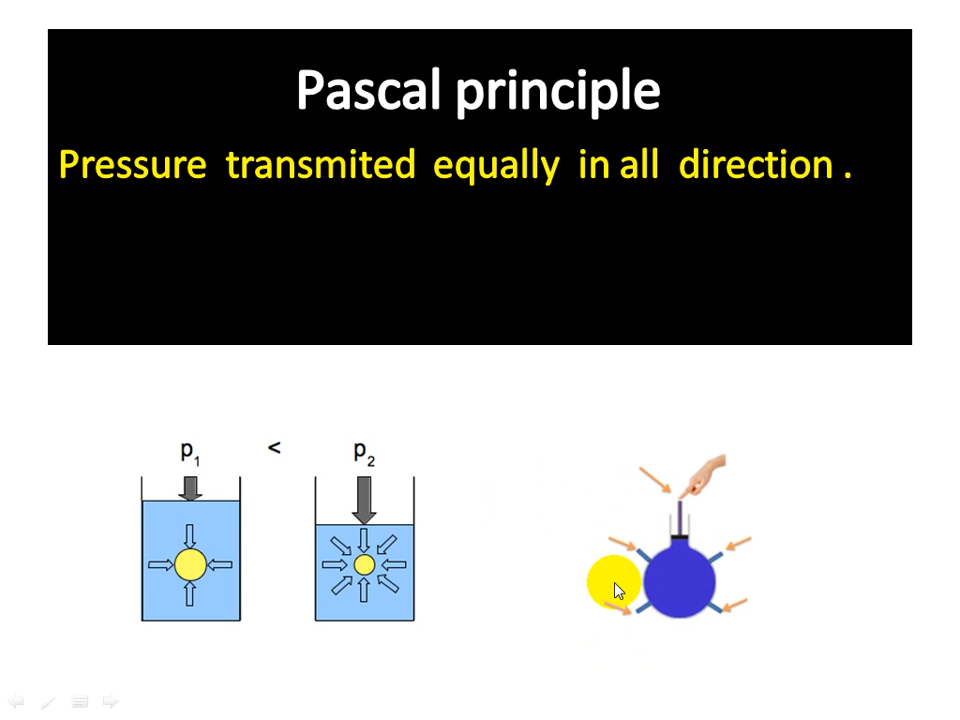 Pascal principle
Pressure transmited equally in all direction .
p1 < p2